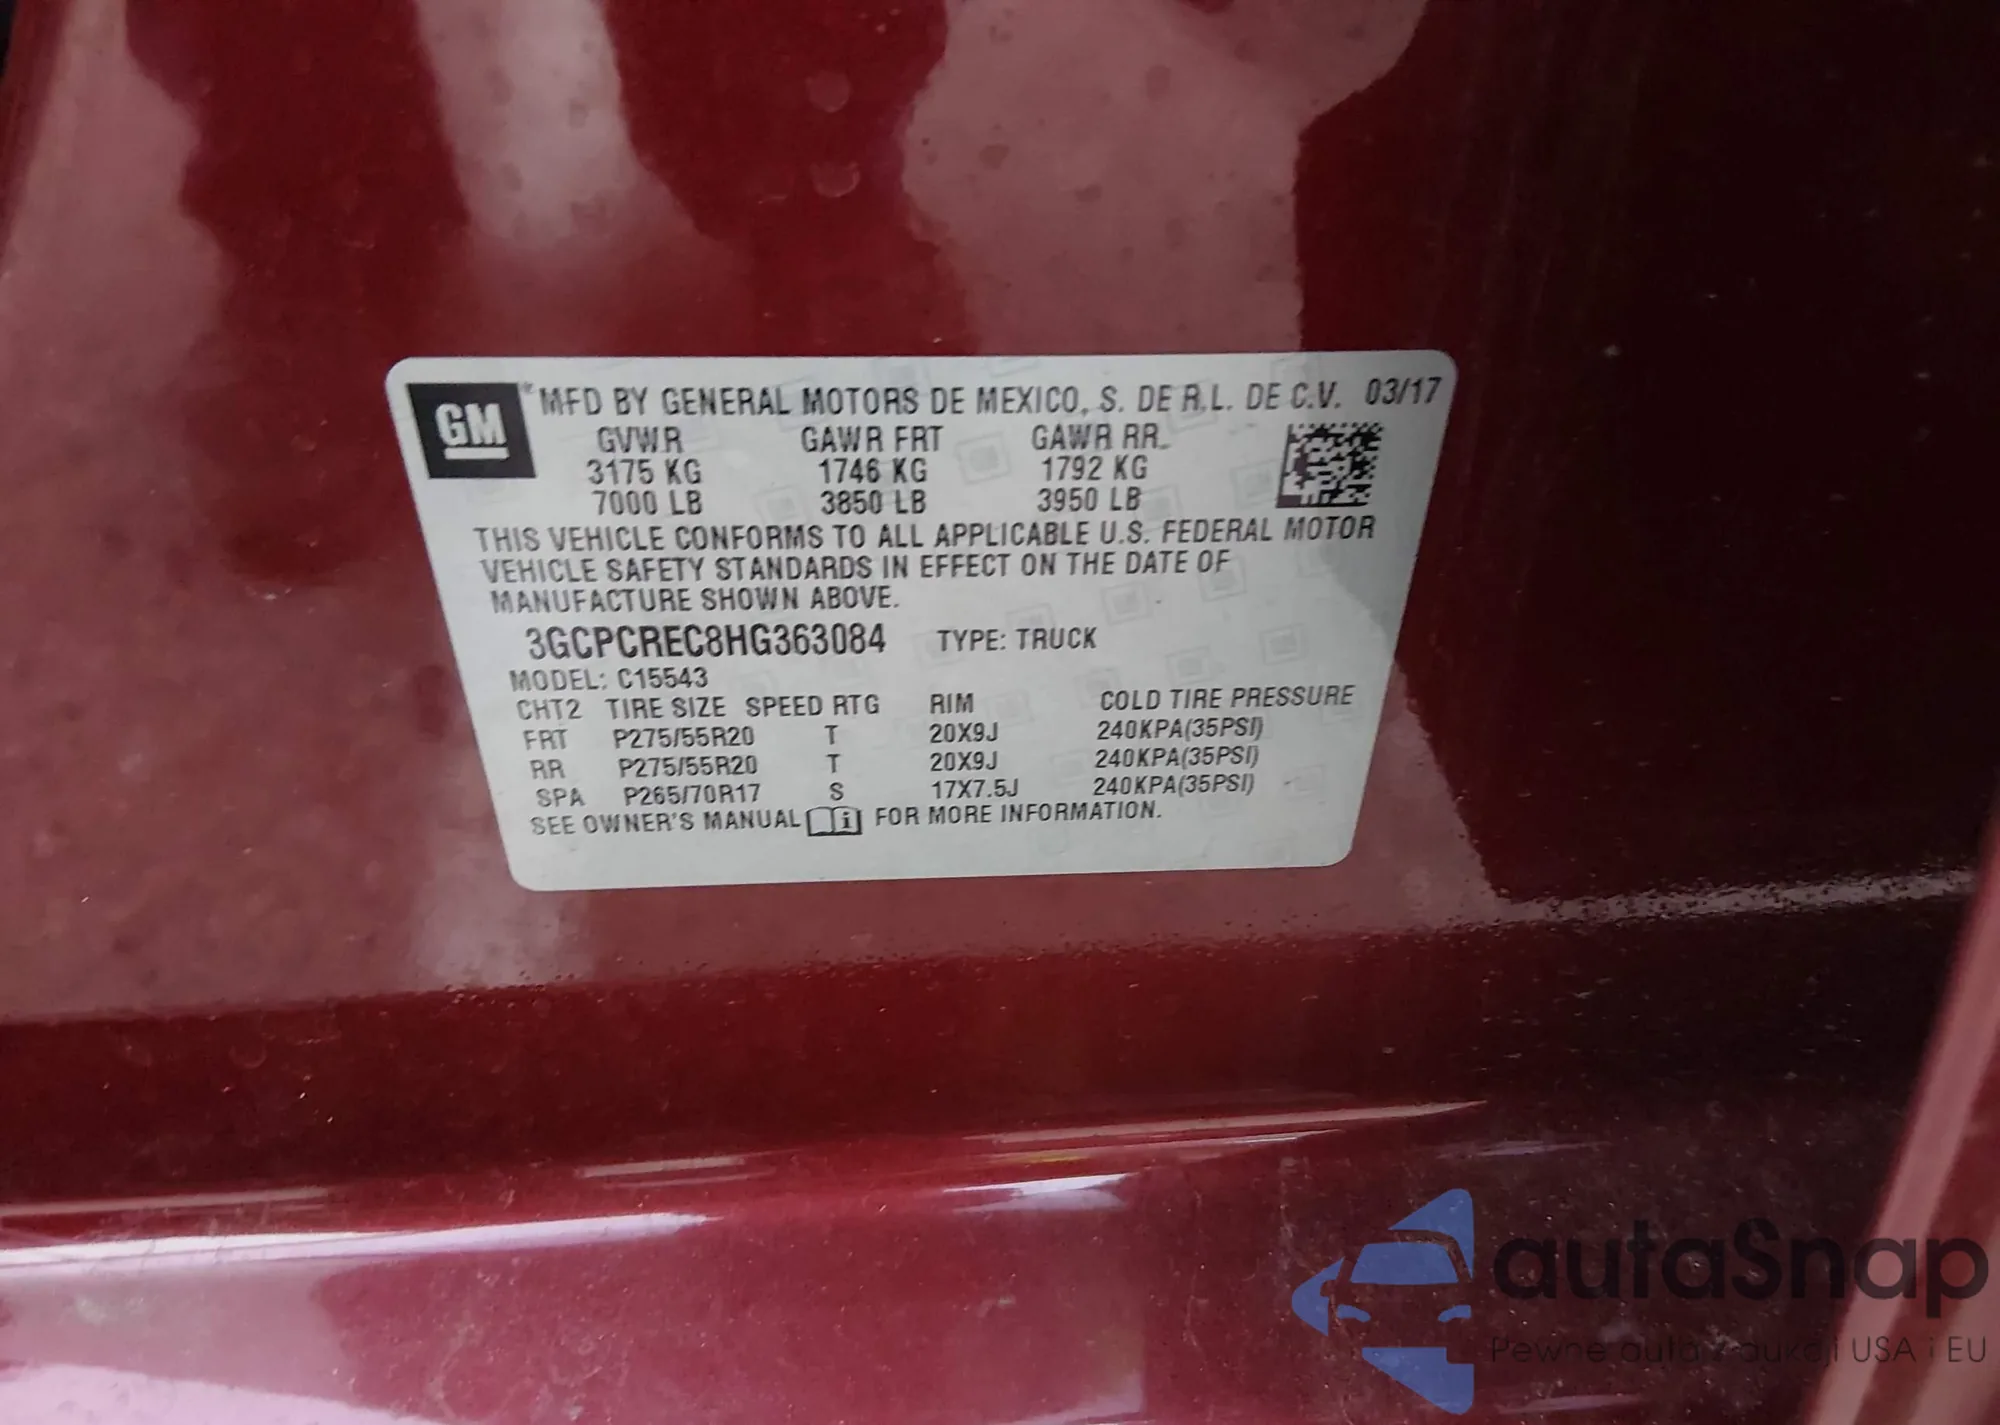 GM
*MFD BY GENERAL MOTORS DE MEXICO, S. DE R.L. DE C.V. 03/17
GVWR GAWR FRT GAWR RR
3175 KG 1746 KG 1792 KG
7000 LB 3850 LB 3950 LB
THIS VEHICLE CONFORMS TO ALL APPLICABLE U.S. FEDERAL MOTOR
VEHICLE SAFETY STANDARDS IN EFFECT ON THE DATE OF
MANUFACTURE SHOWN ABOVE.
3GCPCREC8HG363084 TYPE: TRUCK
MODEL: C15543
CHT2 TIRE SIZE SPEED RTG RIM COLD TIRE PRESSURE
FRT P275/55R20 T 20X9J 240KPA(35PSI)
RR P275/55R20 T 20X9J 240KPA(35PSI)
SPA P265/70R17 S 17X7.5J 240KPA(35PSI)
SEE OWNER'S MANUAL i FOR MORE INFORMATION.
autaSnap
Pewne auta z aukcji USA i EU